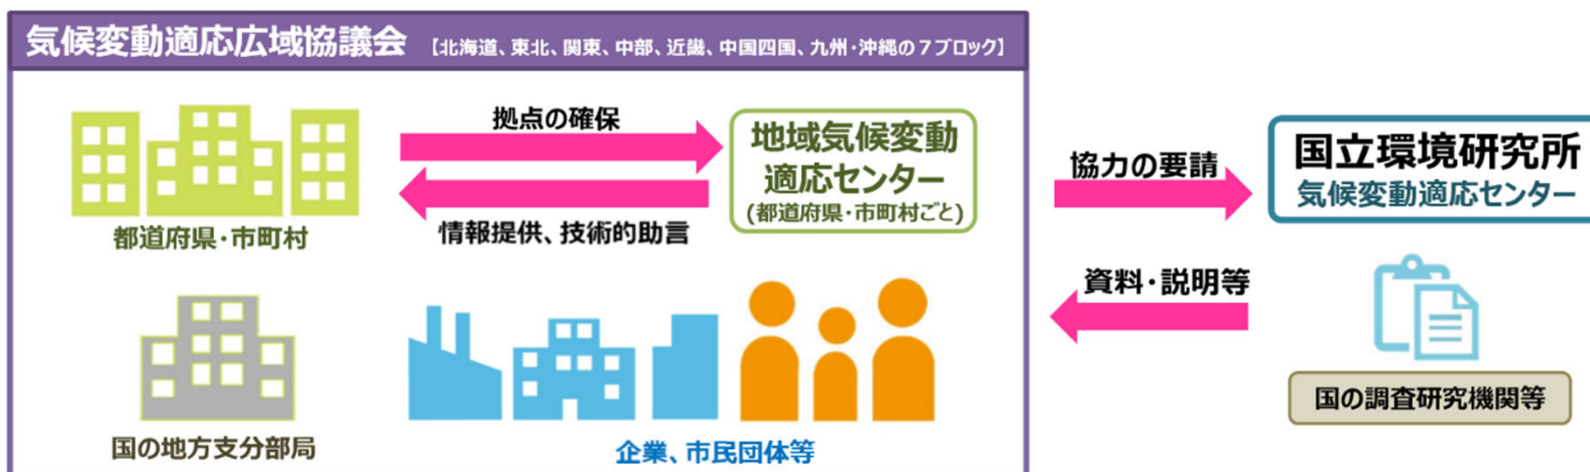 気候変動適応広域協議会 【北海道、東北、関東、中部、近畿、中国四国、九州・沖縄の7ブロック】
拠点の確保
地域気候変動
適応センター
(都道府県・市町村ごと)
情報提供、技術的助言
都道府県・市町村
国の地方支分部局
企業、市民団体等
協力の要請
国立環境研究所
気候変動適応センター
資料・説明等
国の調査研究機関等